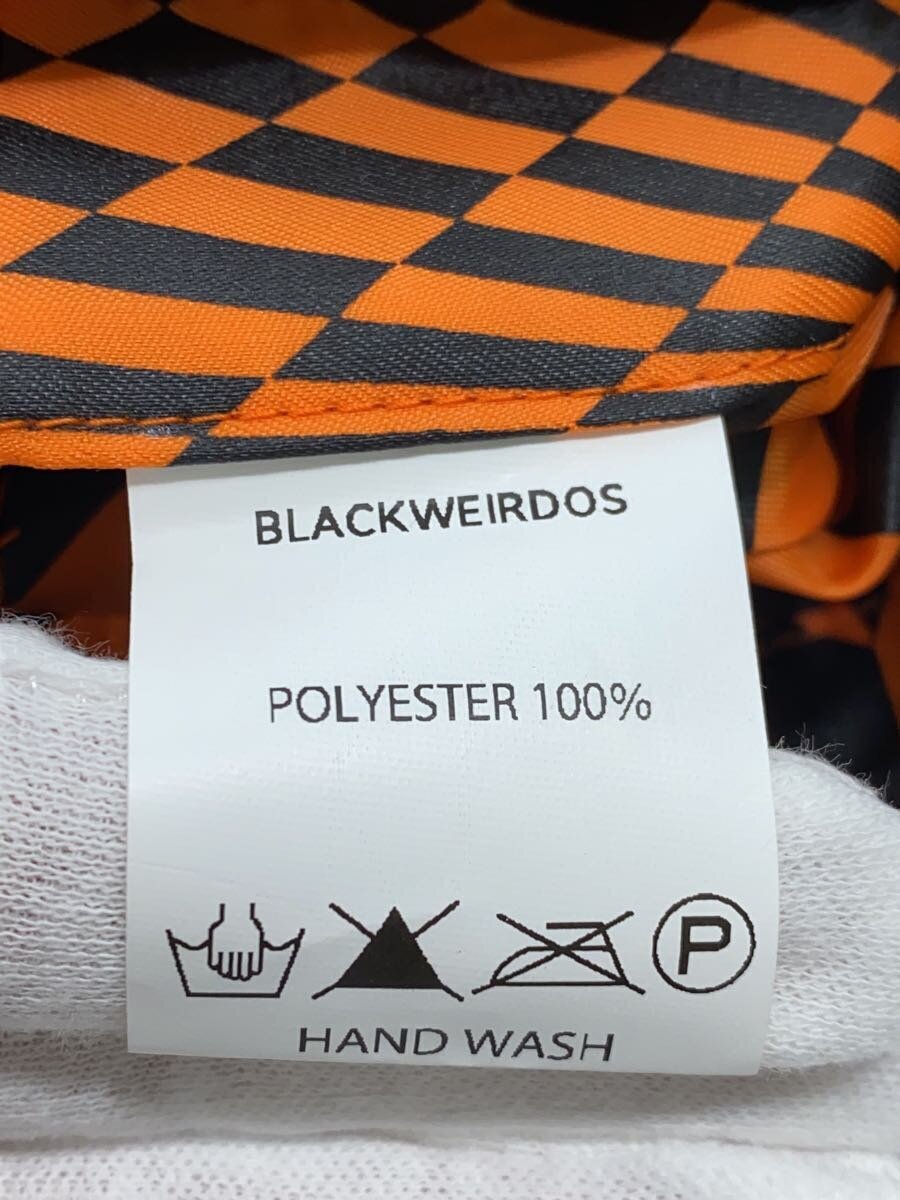 BLACKWEIRDOS
POLYESTER 100%
P
HAND WASH